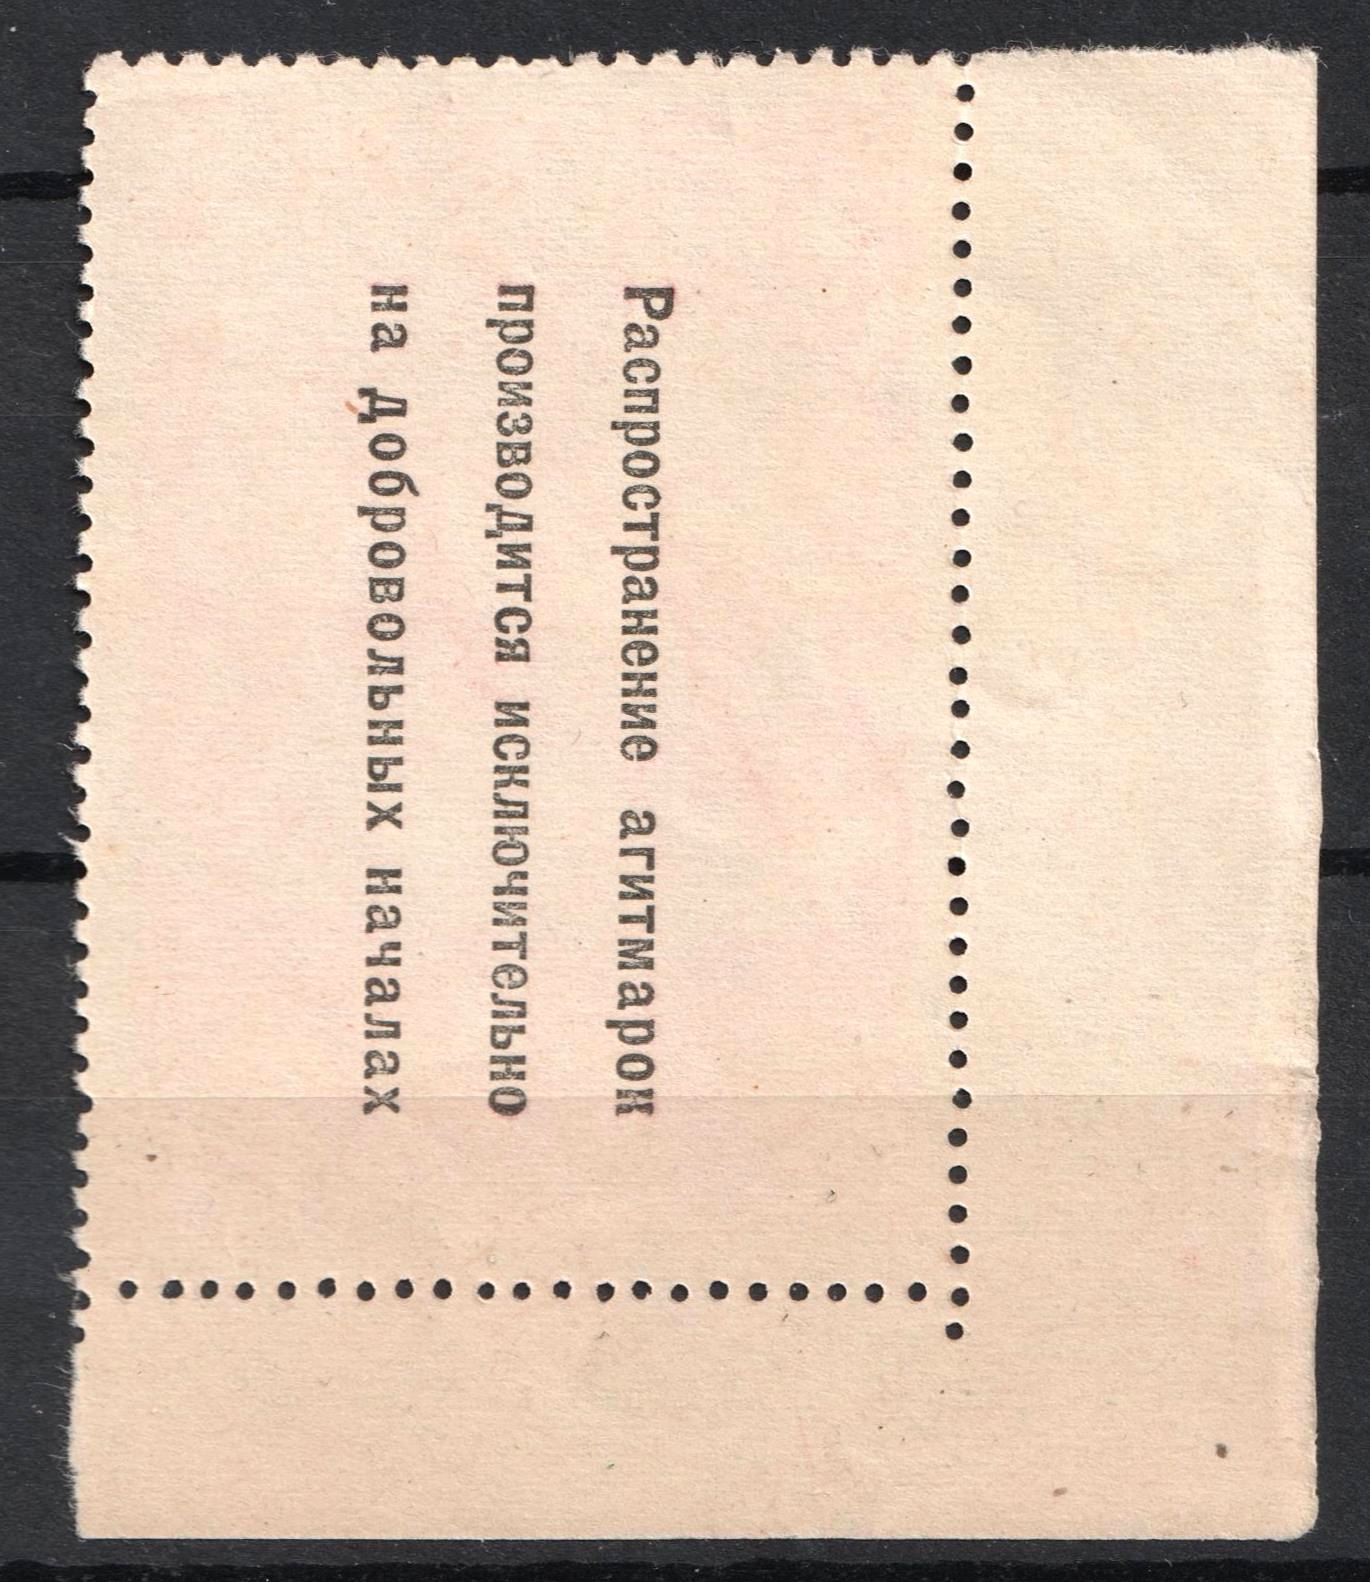 Распространение агитмарок
производится исключительно
на добровольных началах